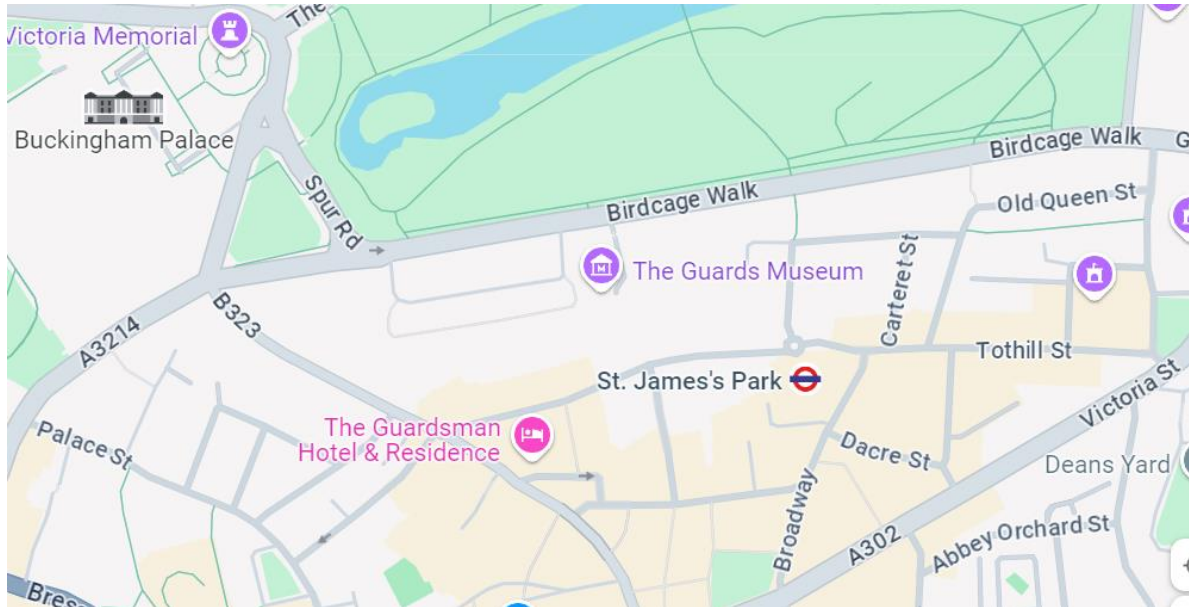 The
Victoria Memorial
Buckingham Palace
Spur Rd
Birdcage Walk
Birdcage Walk
G
Old Queen St
The Guards Museum
Carteret St
B323
A3214
Tothill St
St. James's Park
Victoria St
The Guardsman
Hotel & Residence
Palace St
Dacre St
Deans Yard
Broadway
A302
Abbey Orchard St
Bres